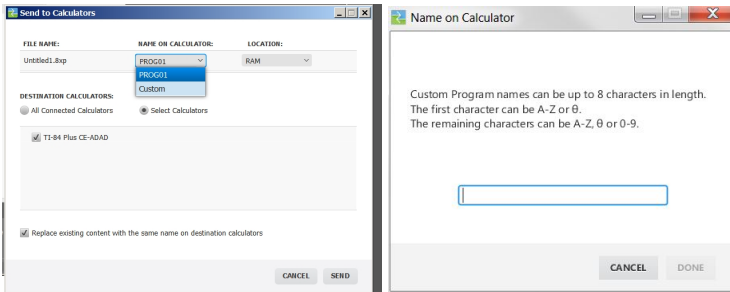 Send to Calculators
FILE NAME: NAME ON CALCULATOR: LOCATION:
Untitled1.8xp PROG01 RAM
PROG01
Custom
DESTINATION CALCULATORS:
All Connected Calculators Select Calculators
TI-84 Plus CE-ADAD
Replace existing content with the same name on destination calculators
CANCEL SEND
Name on Calculator
Custom Program names can be up to 8 characters in length.
The first character can be A-Z or θ.
The remaining characters can be A-Z, θ or 0-9.
CANCEL DONE